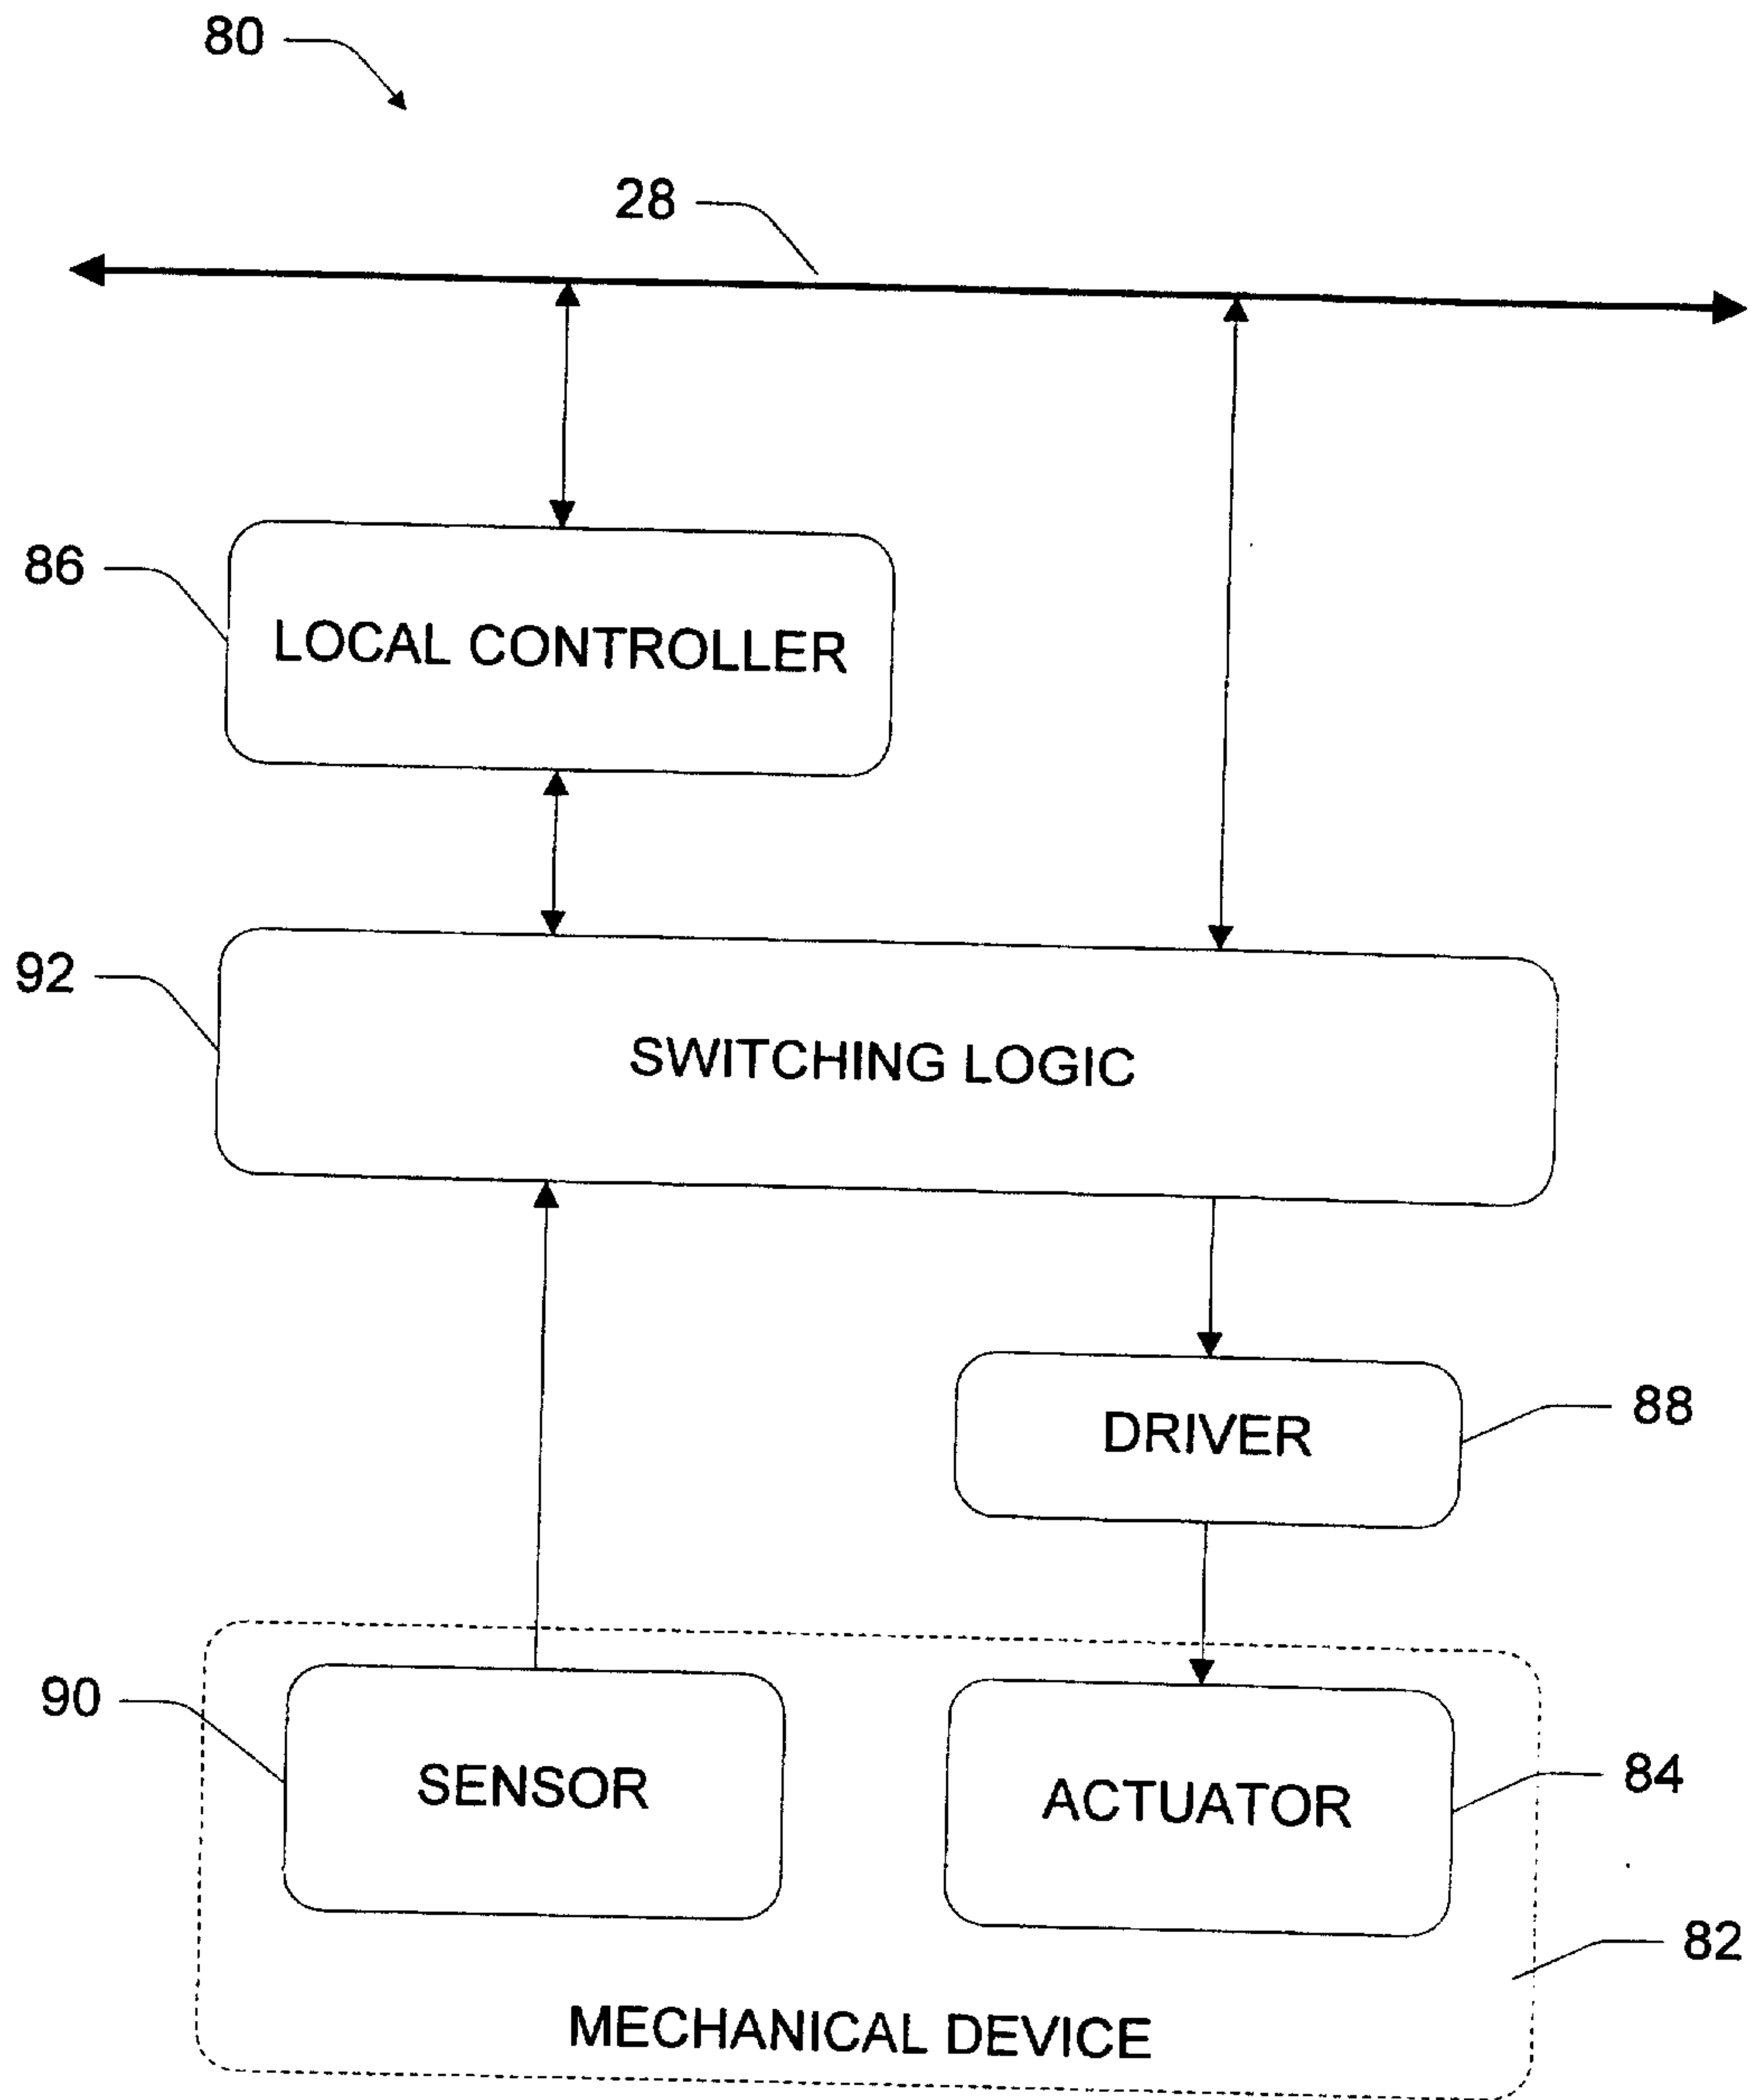 80
28
86
LOCAL CONTROLLER
92
SWITCHING LOGIC
DRIVER
88
90
SENSOR
ACTUATOR
84
82
MECHANICAL DEVICE